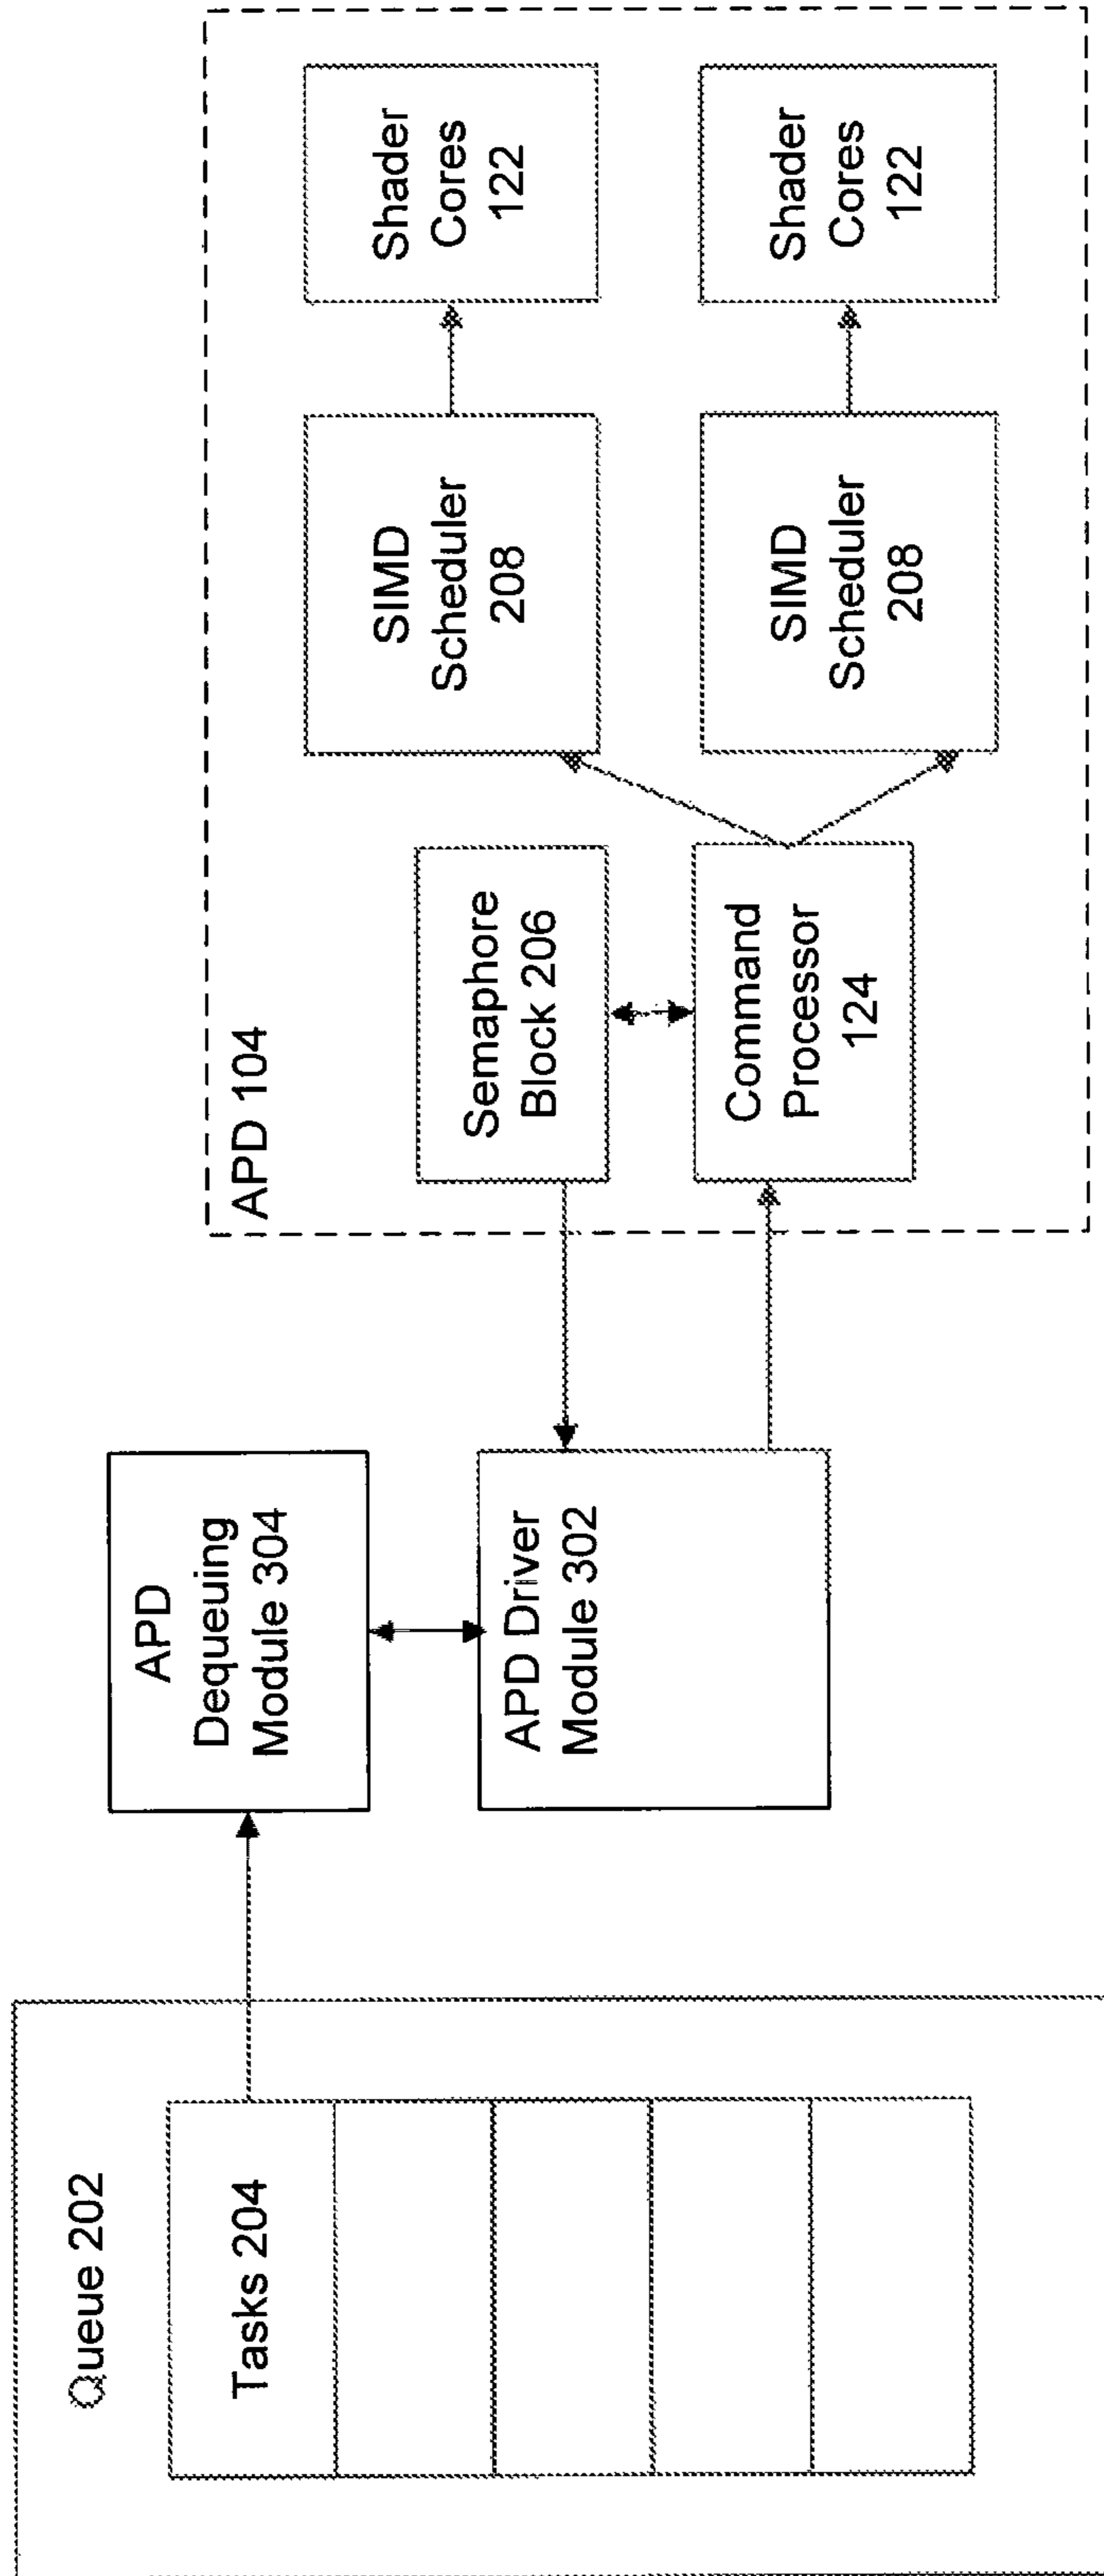 Queue 202
Tasks 204
APD
Dequeuing
Module 304
APD Driver
Module 302
APD 104
Semaphore
Block 206
Command
Processor
124
SIMD
Scheduler
208
SIMD
Scheduler
208
Shader
Cores
122
Shader
Cores
122